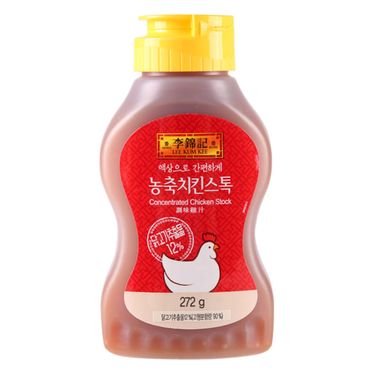 李錦記
LEE KUM KEE
액상으로 간편하게
농축치킨스톡
Concentrated Chicken Stock
調味雞汁
닭고기추출물
12%
272 g